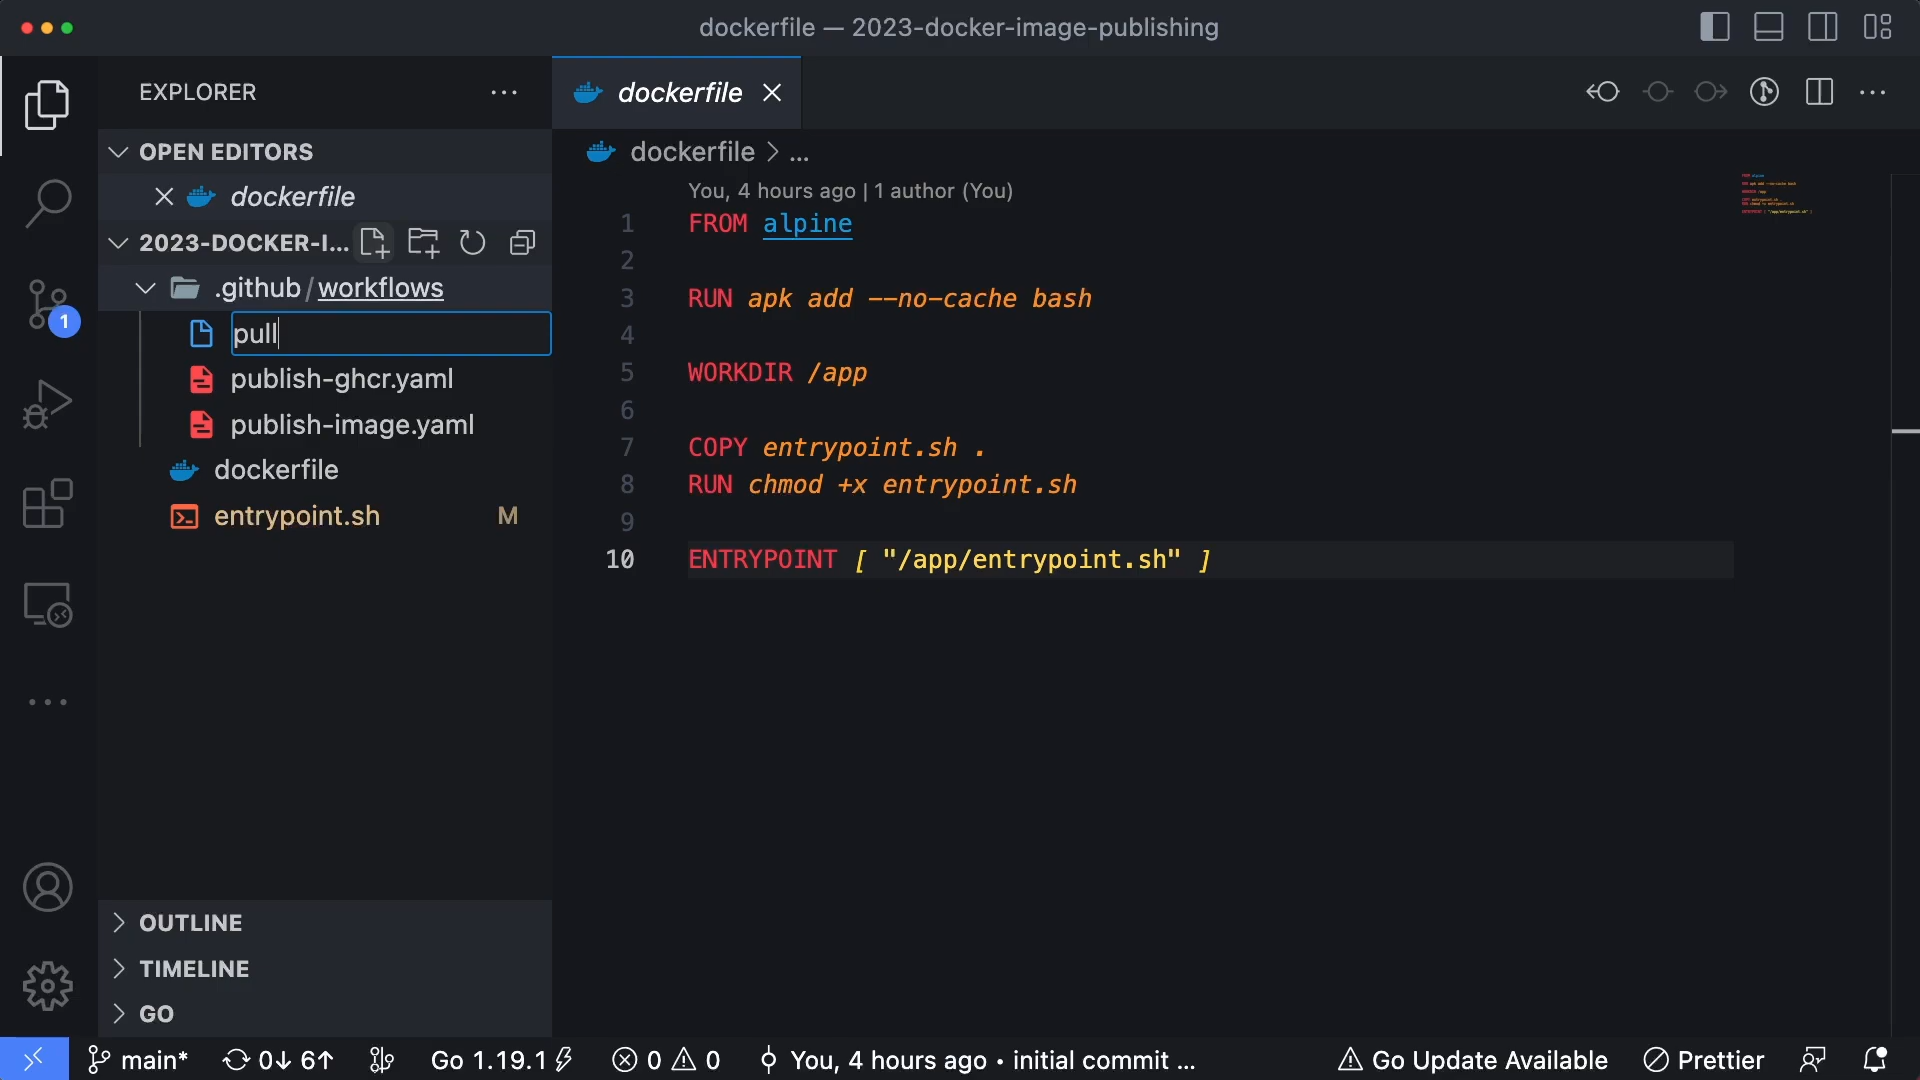 dockerfile — 2023-docker-image-publishing
EXPLORER
OPEN EDITORS
dockerfile
2023-DOCKER-I...
.github/workflows
pull
publish-ghcr.yaml
publish-image.yaml
dockerfile
entrypoint.sh M
1
OUTLINE
TIMELINE
GO
dockerfile
dockerfile > ...
You, 4 hours ago | 1 author (You)
1 FROM alpine
2
3 RUN apk add --no-cache bash
4
5 WORKDIR /app
6
7 COPY entrypoint.sh .
8 RUN chmod +x entrypoint.sh
9
10 ENTRYPOINT [ "/app/entrypoint.sh" ]
main* 0↓ 6↑ Go 1.19.1 0 0 You, 4 hours ago • initial commit ... Go Update Available Prettier